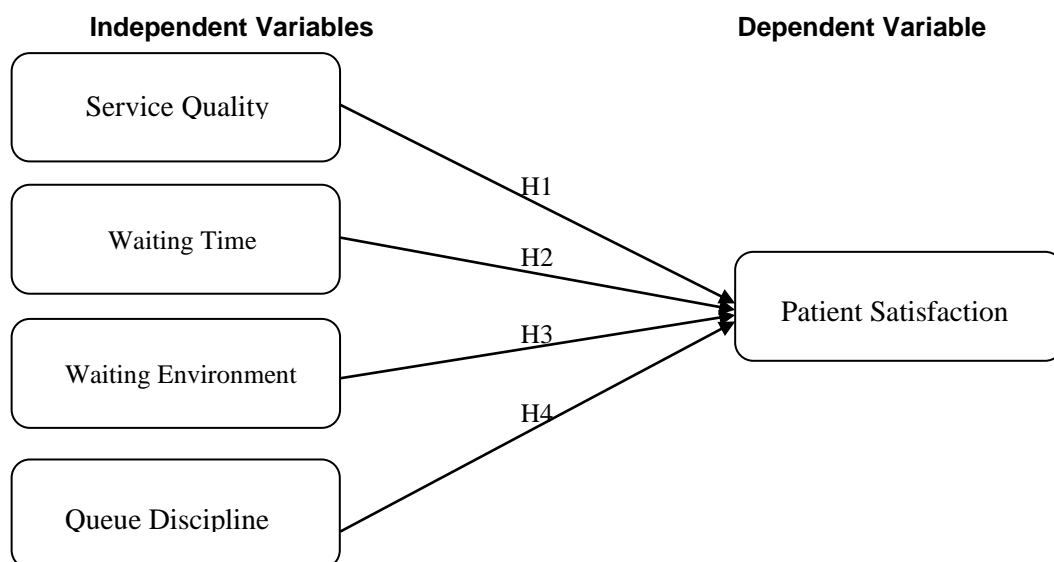 Independent Variables
Dependent Variable
Service Quality
H1
Waiting Time
H2
Patient Satisfaction
Waiting Environment
H3
H4
Queue Discipline